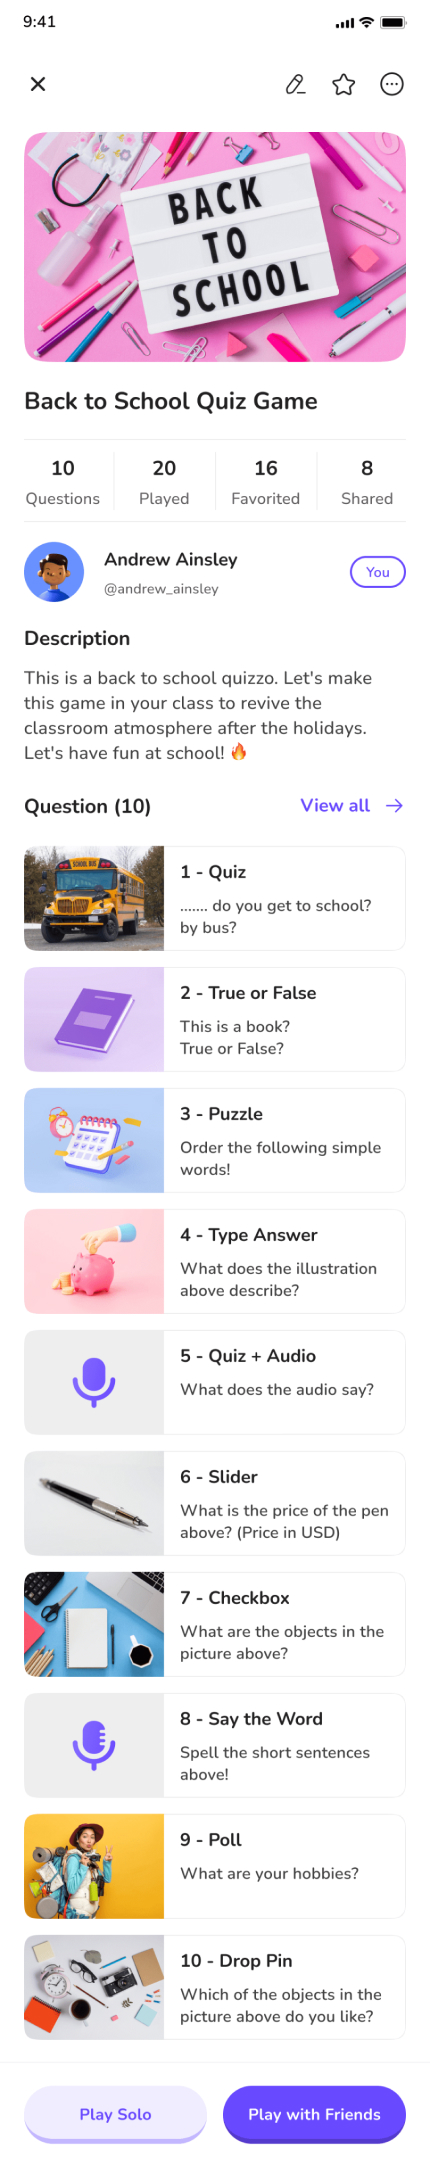 9:41
BACK
TO
SCHOOL
Back to School Quiz Game
10
20
16
8
Questions
Played
Favorited
Shared
Andrew Ainsley
@andrew_ainsley
You
Description
This is a back to school quizzo. Let's make
this game in your class to revive the
classroom atmosphere after the holidays.
Let's have fun at school! 🔥
Question (10)
View all →
SCHOOL BUS
1 - Quiz
....... do you get to school?
by bus?
2 - True or False
This is a book?
True or False?
3 - Puzzle
Order the following simple
words!
4 - Type Answer
What does the illustration
above describe?
5 - Quiz + Audio
What does the audio say?
6 - Slider
What is the price of the pen
above? (Price in USD)
7 - Checkbox
What are the objects in the
picture above?
8 - Say the Word
Spell the short sentences
above!
9 - Poll
What are your hobbies?
10 - Drop Pin
Which of the objects in the
picture above do you like?
Play Solo
Play with Friends